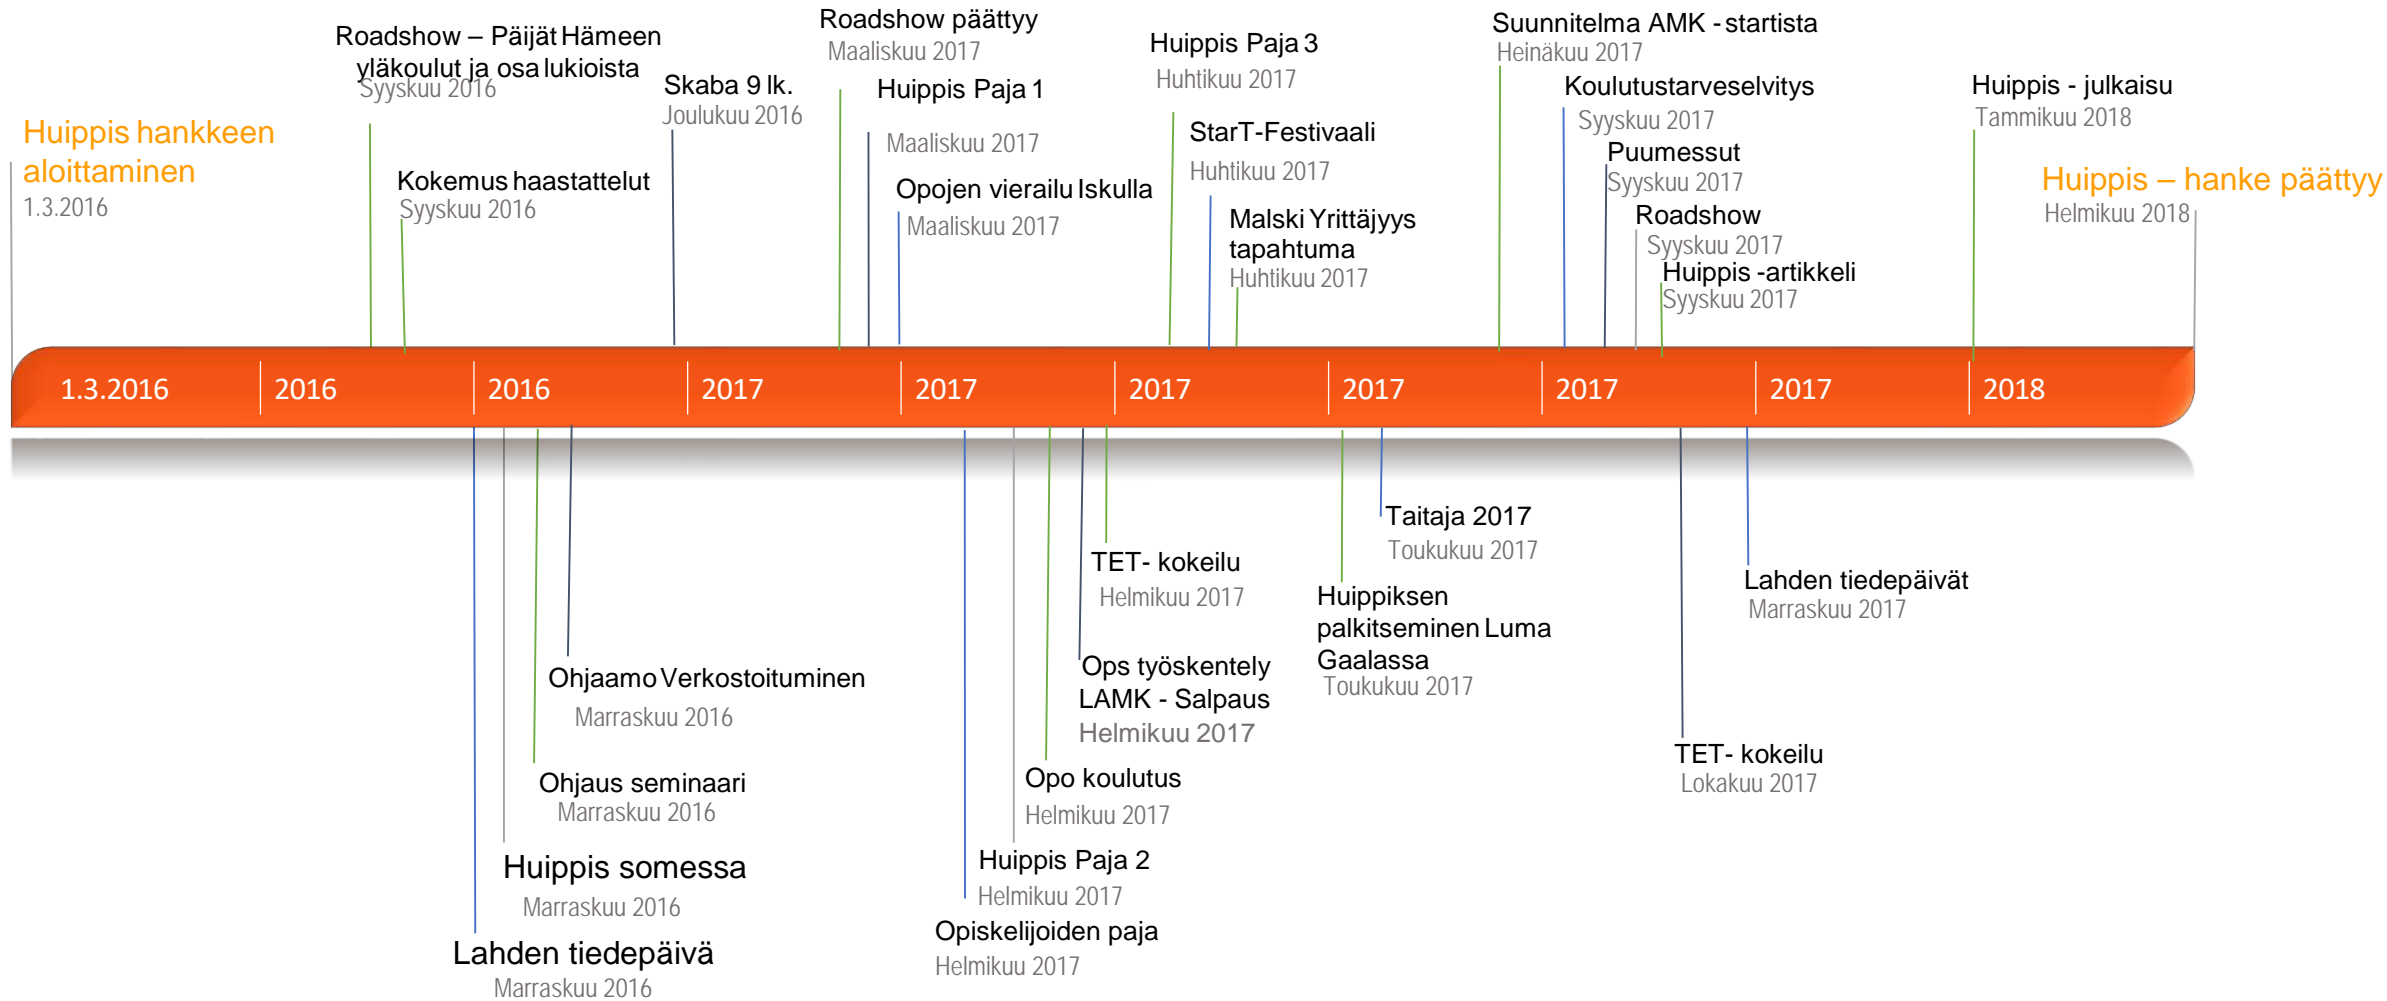 Huippis hankkeen
aloittaminen
1.3.2016
Roadshow – Päijät Hämeen
yläkoulut ja osa lukioista
Syyskuu 2016
Kokemus haastattelut
Syyskuu 2016
Skaba 9 lk.
Joulukuu 2016
Roadshow päättyy
Maaliskuu 2017
Huippis Paja 1
Maaliskuu 2017
Opojen vierailu Iskulla
Maaliskuu 2017
Huippis Paja 3
Huhtikuu 2017
StarT-Festivaali
Huhtikuu 2017
Malski Yrittäjyys
tapahtuma
Huhtikuu 2017
Suunnitelma AMK - startista
Heinäkuu 2017
Koulutustarveselvitys
Syyskuu 2017
Puumessut
Syyskuu 2017
Roadshow
Syyskuu 2017
Huippis -artikkeli
Syyskuu 2017
Huippis - julkaisu
Tammikuu 2018
Huippis – hanke päättyy
Helmikuu 2018
1.3.2016 2016 2016 2017 2017 2017 2017 2017 2017 2018
Ohjaamo Verkostoituminen
Marraskuu 2016
Ohjaus seminaari
Marraskuu 2016
Huippis somessa
Marraskuu 2016
Lahden tiedepäivä
Marraskuu 2016
TET- kokeilu
Helmikuu 2017
Ops työskentely
LAMK - Salpaus
Helmikuu 2017
Opo koulutus
Helmikuu 2017
Huippis Paja 2
Helmikuu 2017
Opiskelijoiden paja
Helmikuu 2017
Taitaja 2017
Toukukuu 2017
Huippiksen
palkitseminen Luma
Gaalassa
Toukukuu 2017
Lahden tiedepäivät
Marraskuu 2017
TET- kokeilu
Lokakuu 2017